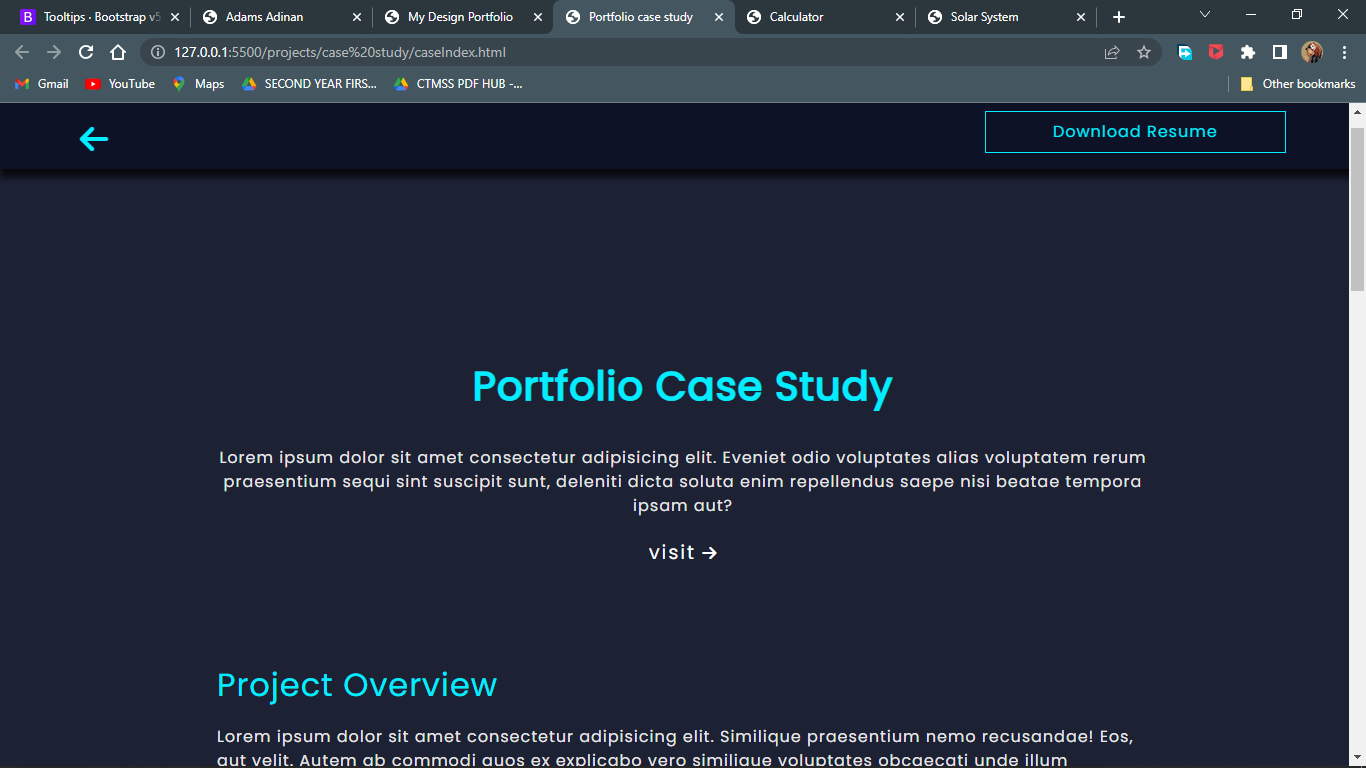 B Tooltips · Bootstrap v5
Adams Adinan
My Design Portfolio
Portfolio case study
Calculator
Solar System
127.0.0.1:5500/projects/case%20study/caseIndex.html
Gmail
YouTube
Maps
SECOND YEAR FIRS...
CTMSS PDF HUB -...
Other bookmarks
Download Resume
Portfolio Case Study
Lorem ipsum dolor sit amet consectetur adipisicing elit. Eveniet odio voluptates alias voluptatem rerum
praesentium sequi sint suscipit sunt, deleniti dicta soluta enim repellendus saepe nisi beatae tempora
ipsam aut?
visit →
Project Overview
Lorem ipsum dolor sit amet consectetur adipisicing elit. Similique praesentium nemo recusandae! Eos,
aut velit. Autem ab commodi quos ex explicabo vero similique voluptates obcaecati unde illum